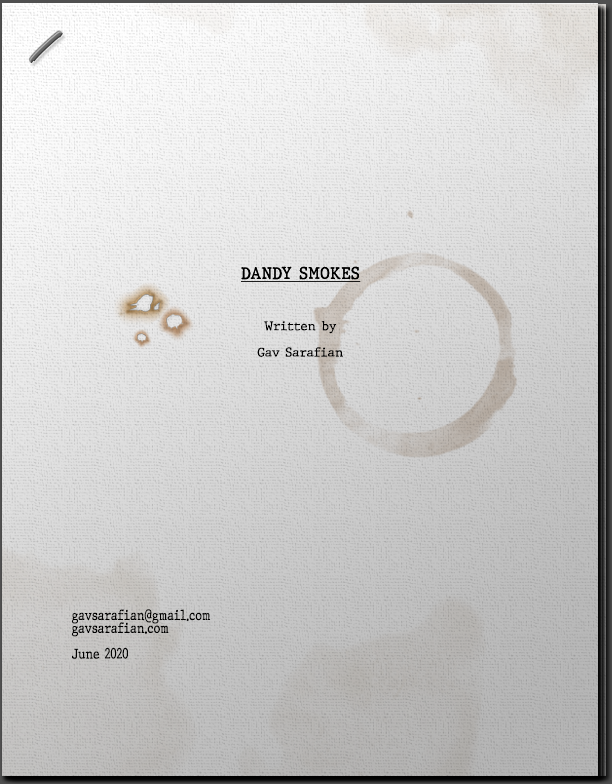 DANDY SMOKES
Written by
Gav Sarafian
gavsarafian@gmail.com
gavsarafian.com
June 2020